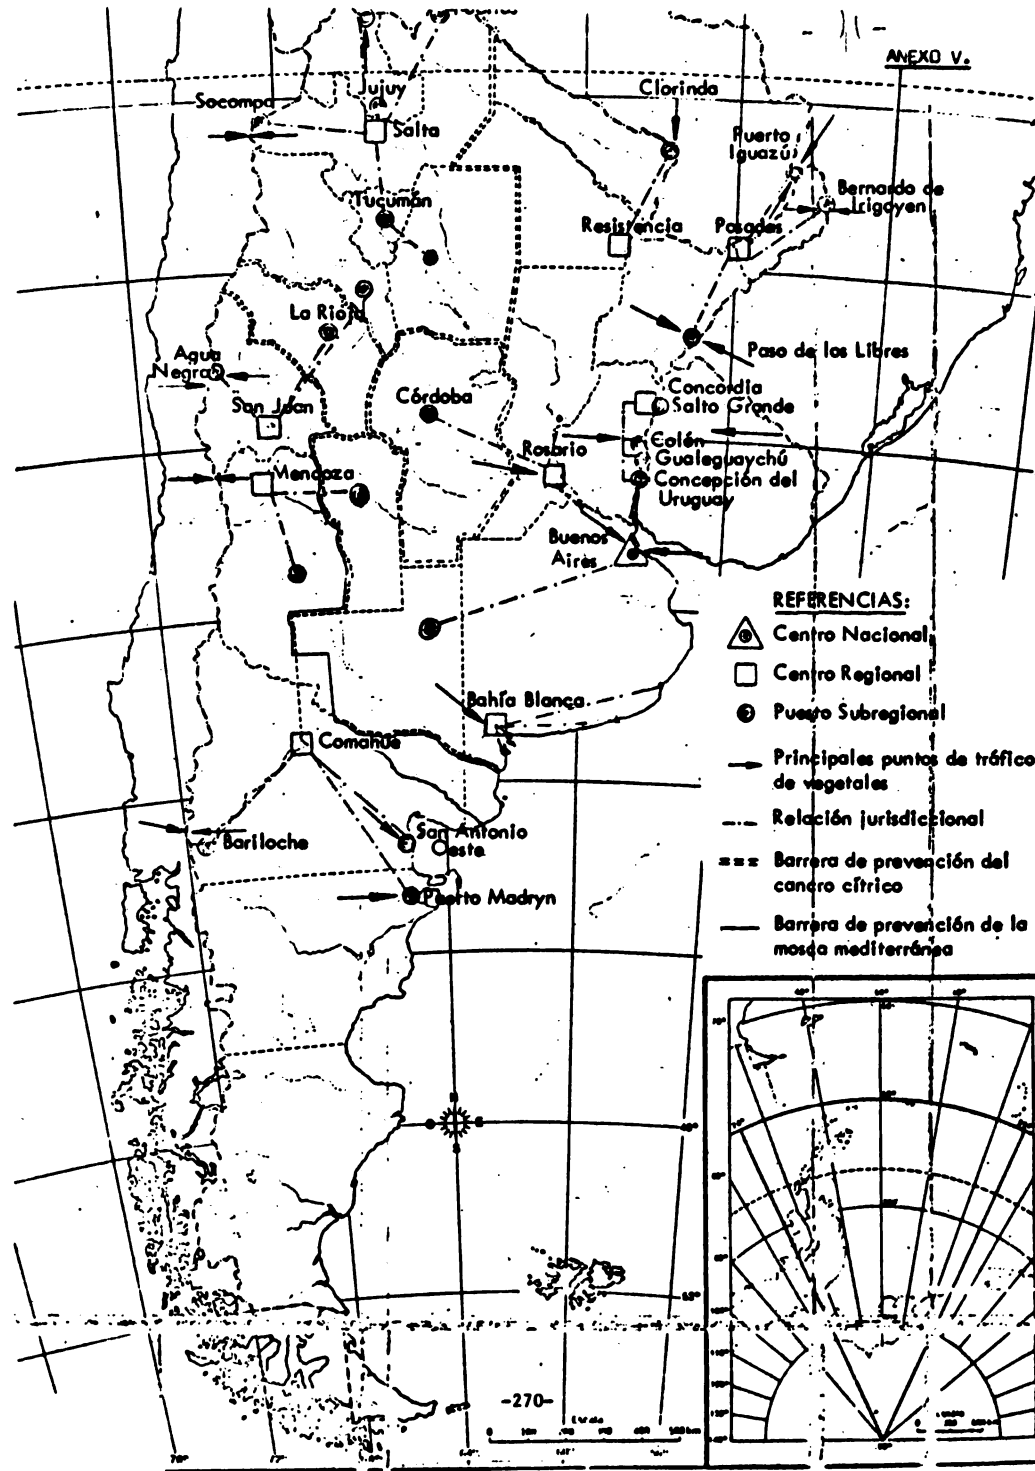 ANEXO V.
Jujuy
Socompa
Salta
Clorinda
Puerto
Iguazú
Bernardo de
Irigoyen
Tucumán
Resistencia
Posadas
La Rioja
Agua
Negra
Paso de los Libres
San Juan
Córdoba
Concordia
Salto Grande
Rosario
Colón
Gualeguaychú
Mendoza
Concepción del
Uruguay
Buenos
Aires
REFERENCIAS:
Centro Nacional
Centro Regional
Puesto Subregional
Principales puntos de tráfico
de vegetales
Relación jurisdiccional
Barrera de prevención del
cancro cítrico
Barrera de prevención de la
mosca mediterránea
Bahía Blanca
Comahue
Bariloche
San Antonio
Oeste
Puerto Madryn
N
S
-270-